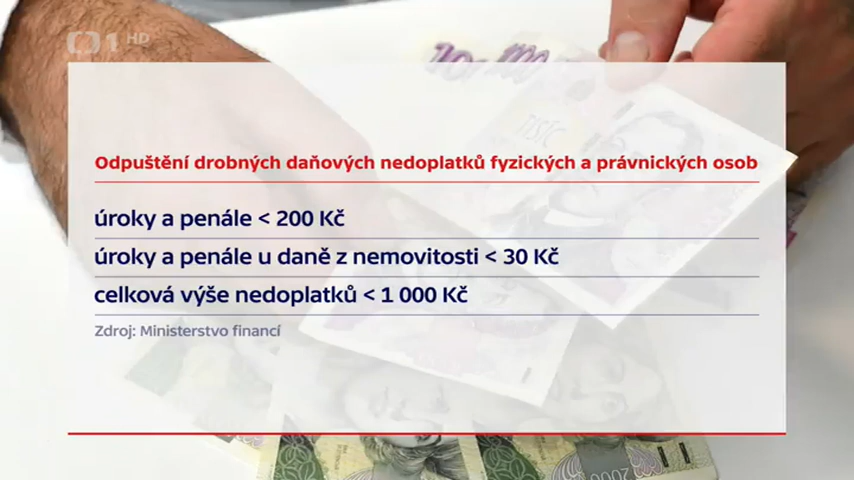 ČT1 HD
Odpuštění drobných daňových nedoplatků fyzických a právnických osob
úroky a penále < 200 Kč
úroky a penále u daně z nemovitosti < 30 Kč
celková výše nedoplatků < 1 000 Kč
Zdroj: Ministerstvo financí